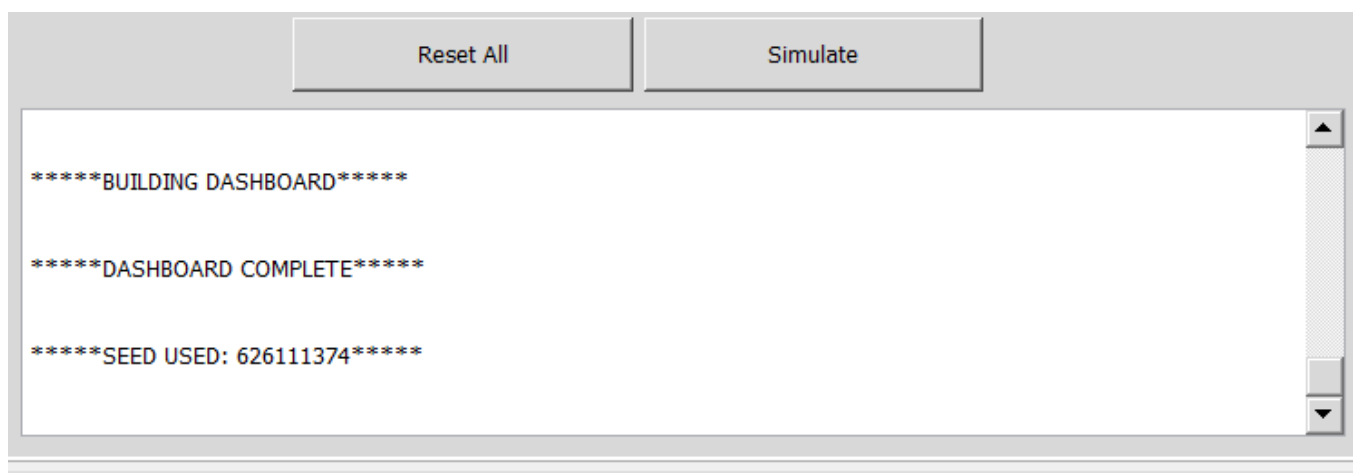 Reset All Simulate
*****BUILDING DASHBOARD*****
*****DASHBOARD COMPLETE*****
*****SEED USED: 626111374*****